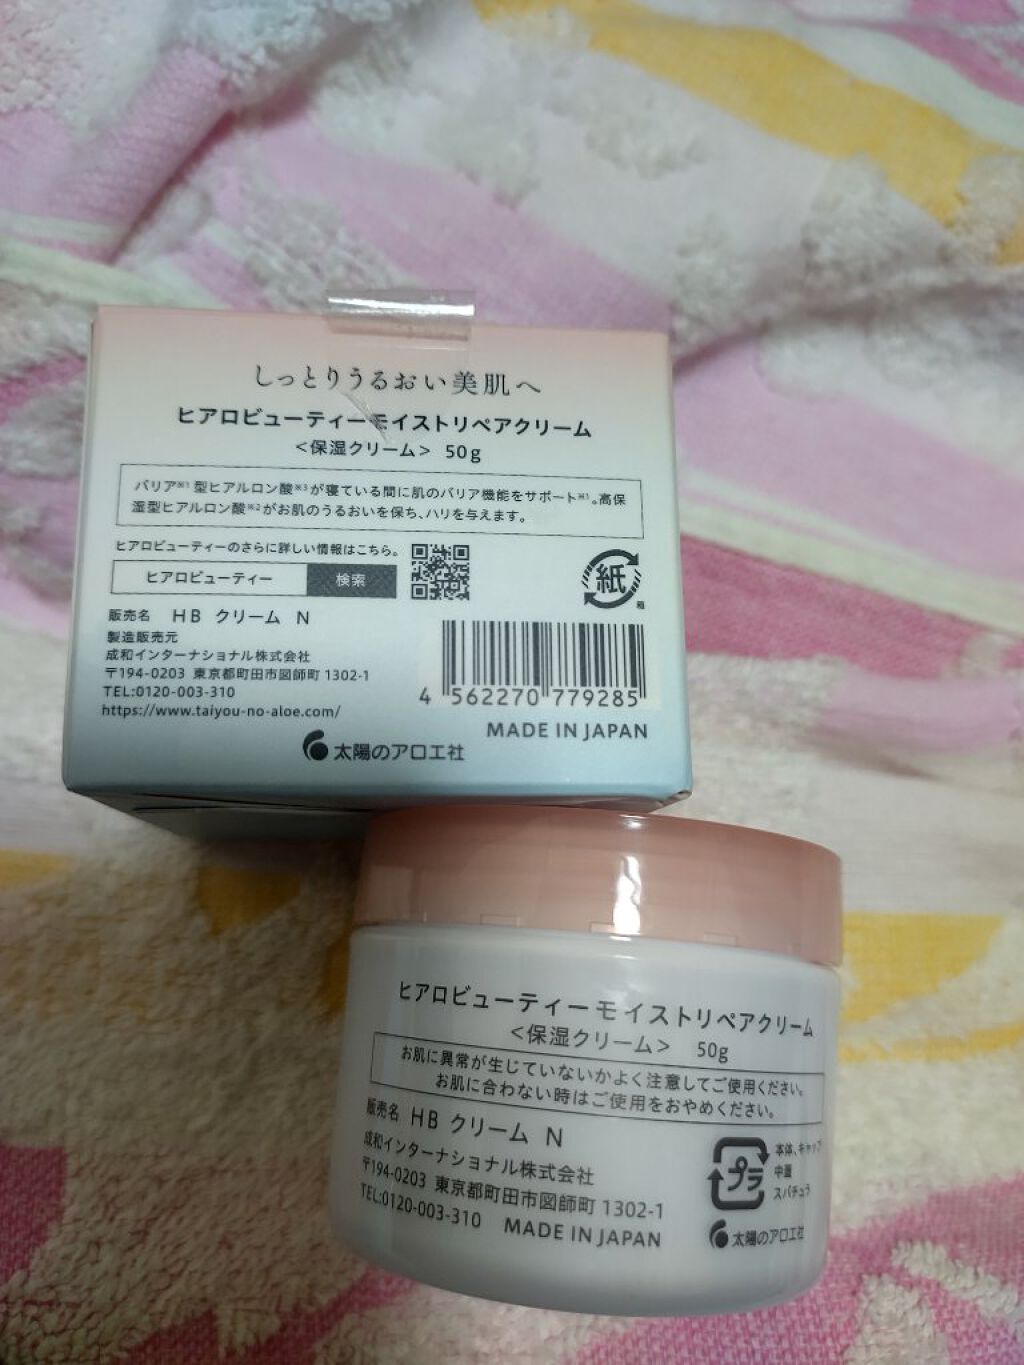 しっとりうるおい美肌へ
ヒアロビューティーモイストリペアクリーム
<保湿クリーム> 50g
バリア※1型ヒアルロン酸※3が寝ている間に肌のバリア機能をサポート※1。高保
湿型ヒアルロン酸※2がお肌のうるおいを保ち、ハリを与えます。
ヒアロビューティーのさらに詳しい情報はこちら。
ヒアロビューティー 検索
紙
箱
販売名 HB クリーム N
製造販売元
成和インターナショナル株式会社
〒194-0203 東京都町田市図師町 1302-1
TEL:0120-003-310
https://www.taiyou-no-aloe.com/
4 562270 779285
MADE IN JAPAN
太陽のアロエ社
ヒアロビューティーモイストリペアクリーム
<保湿クリーム> 50g
お肌に異常が生じていないかよく注意してご使用ください。
お肌に合わない時はご使用をおやめください。
販売名 HB クリーム N
成和インターナショナル株式会社
〒194-0203 東京都町田市図師町 1302-1
TEL:0120-003-310 MADE IN JAPAN
プラ
本体、キャップ
中蓋
スパチュラ
太陽のアロエ社